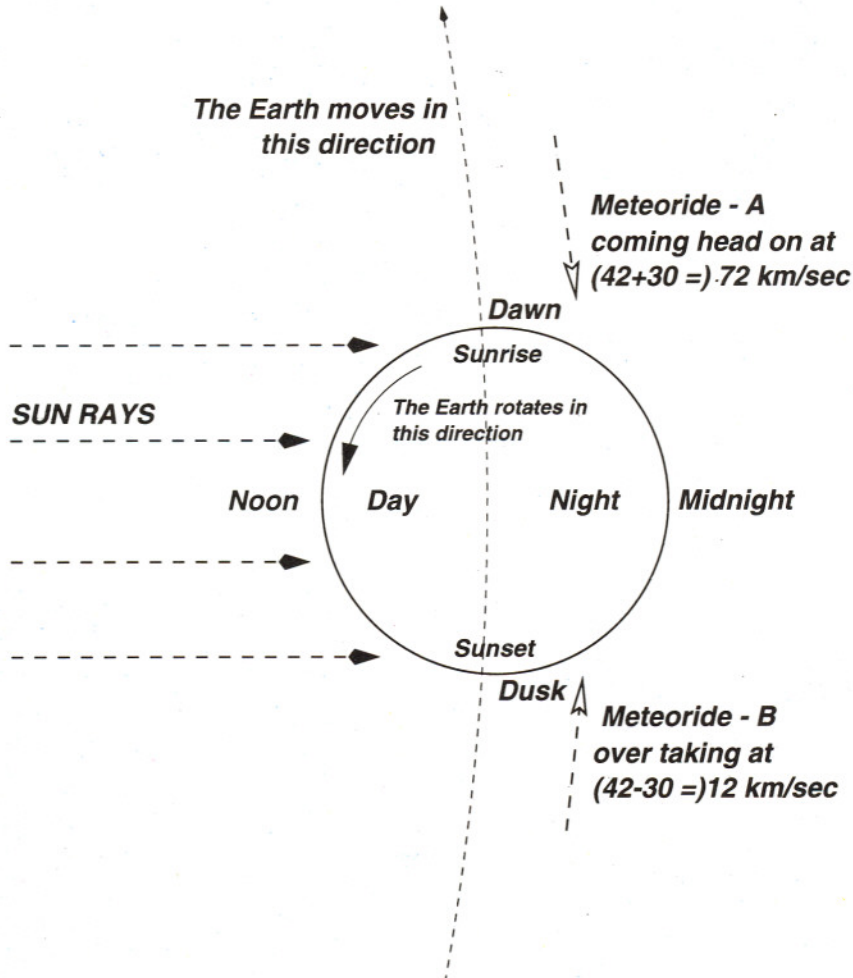 The Earth moves in
this direction
Meteoride - A
coming head on at
(42+30 =) 72 km/sec
Dawn
Sunrise
The Earth rotates in
this direction
SUN RAYS
Noon
Day
Night
Midnight
Sunset
Dusk
Meteoride - B
over taking at
(42-30 =)12 km/sec